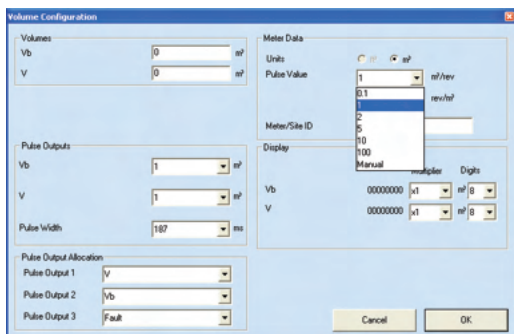 Volume Configuration
Volumes
Vb 0 m³
V 0 m³
Pulse Outputs
Vb 1 m³
V 1 m³
Pulse Width 187 ms
Pulse Output Allocation
Pulse Output 1 V
Pulse Output 2 Vb
Pulse Output 3 Fault
Meter Data
Units m³
Pulse Value 1 m³/rev
0.1
1
rev/m³
2
5
Meter/Site ID
10
100
Manual
Display
Digits
Vb 00000000 x1 m³ 8
V 00000000 x1 m³ 8
Cancel OK